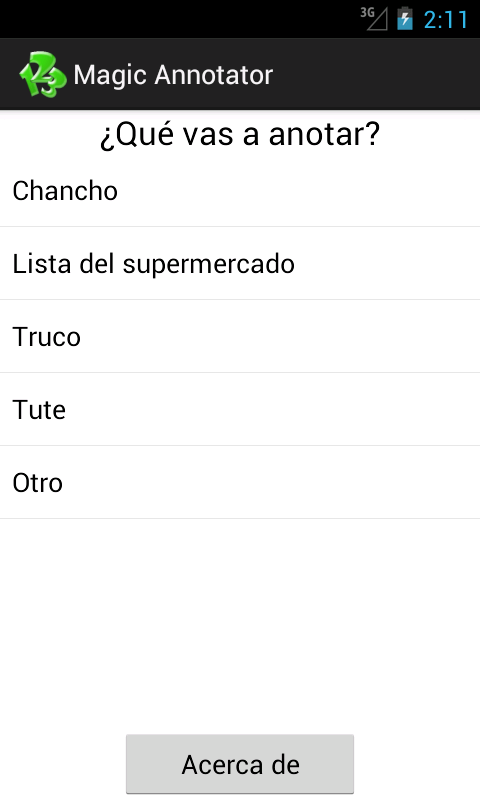 3G 2:11
Magic Annotator
¿Qué vas a anotar?
Chancho
Lista del supermercado
Truco
Tute
Otro
Acerca de